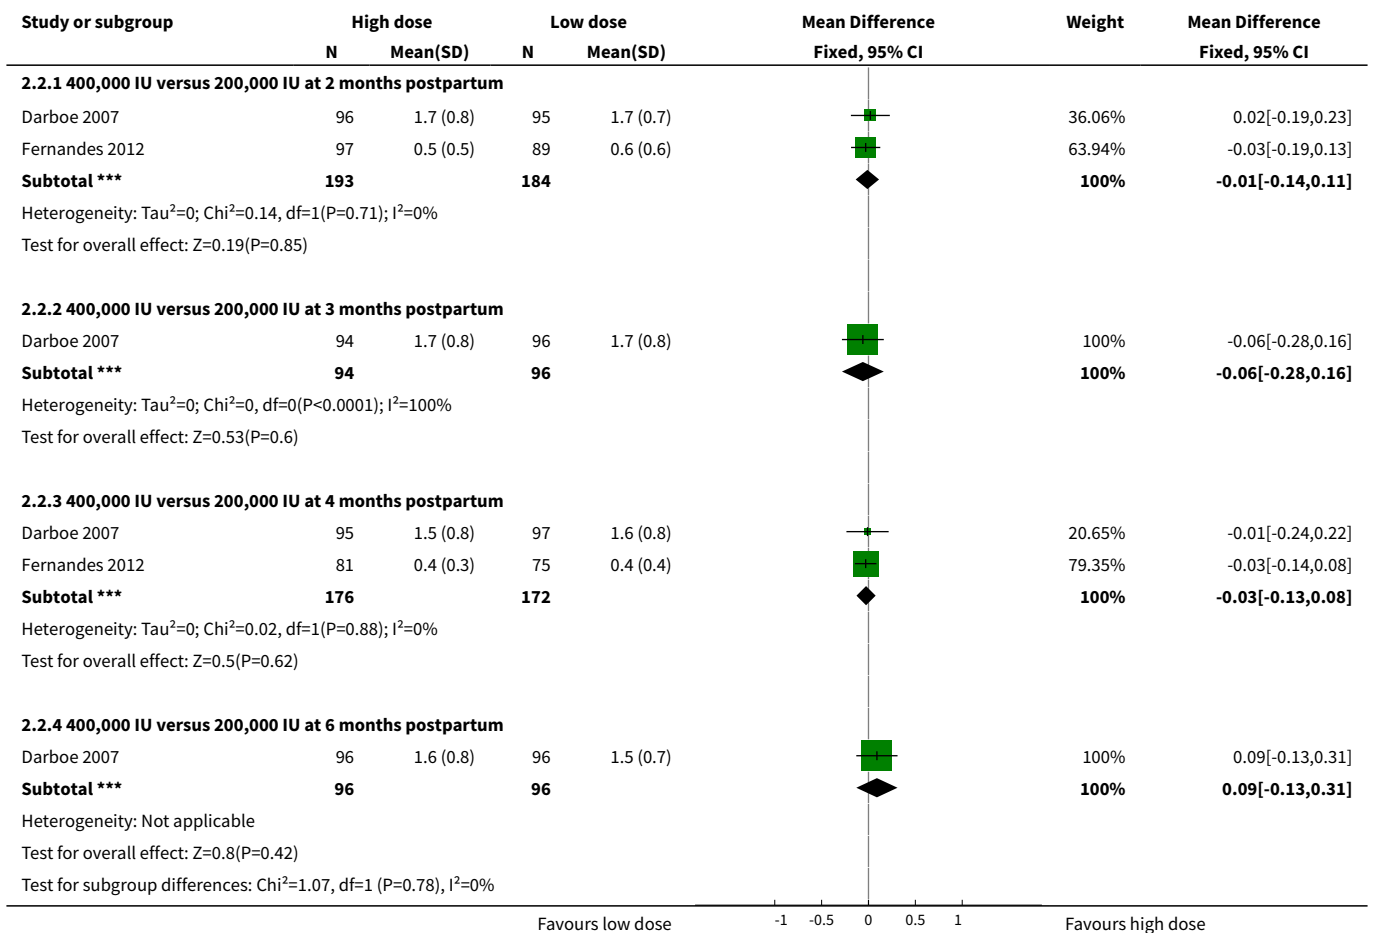 Study or subgroup High dose Low dose Mean Difference Weight Mean Difference
N Mean(SD) N Mean(SD) Fixed, 95% CI Fixed, 95% CI
2.2.1 400,000 IU versus 200,000 IU at 2 months postpartum
Darboe 2007 96 1.7 (0.8) 95 1.7 (0.7) 36.06% 0.02[-0.19,0.23]
Fernandes 2012 97 0.5 (0.5) 89 0.6 (0.6) 63.94% -0.03[-0.19,0.13]
Subtotal *** 193 184 100% -0.01[-0.14,0.11]
Heterogeneity: Tau²=0; Chi²=0.14, df=1(P=0.71); I²=0%
Test for overall effect: Z=0.19(P=0.85)
2.2.2 400,000 IU versus 200,000 IU at 3 months postpartum
Darboe 2007 94 1.7 (0.8) 96 1.7 (0.8) 100% -0.06[-0.28,0.16]
Subtotal *** 94 96 100% -0.06[-0.28,0.16]
Heterogeneity: Tau²=0; Chi²=0, df=0(P<0.0001); I²=100%
Test for overall effect: Z=0.53(P=0.6)
2.2.3 400,000 IU versus 200,000 IU at 4 months postpartum
Darboe 2007 95 1.5 (0.8) 97 1.6 (0.8) 20.65% -0.01[-0.24,0.22]
Fernandes 2012 81 0.4 (0.3) 75 0.4 (0.4) 79.35% -0.03[-0.14,0.08]
Subtotal *** 176 172 100% -0.03[-0.13,0.08]
Heterogeneity: Tau²=0; Chi²=0.02, df=1(P=0.88); I²=0%
Test for overall effect: Z=0.5(P=0.62)
2.2.4 400,000 IU versus 200,000 IU at 6 months postpartum
Darboe 2007 96 1.6 (0.8) 96 1.5 (0.7) 100% 0.09[-0.13,0.31]
Subtotal *** 96 96 100% 0.09[-0.13,0.31]
Heterogeneity: Not applicable
Test for overall effect: Z=0.8(P=0.42)
Test for subgroup differences: Chi²=1.07, df=1 (P=0.78), I²=0%
Favours low dose -1 -0.5 0 0.5 1 Favours high dose